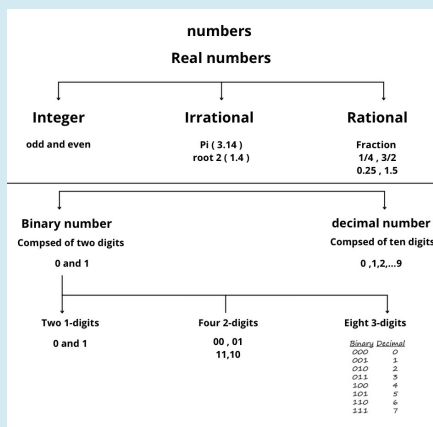 numbers
Real numbers
Integer
odd and even
Irrational
Pi ( 3.14 )
root 2 ( 1.4 )
Rational
Fraction
1/4 , 3/2
0.25 , 1.5
Binary number
Compsed of two digits
0 and 1
decimal number
Compsed of ten digits
0 ,1,2,...9
Two 1-digits
0 and 1
Four 2-digits
00 , 01
11,10
Eight 3-digits
Binary Decimal
000 0
001 1
010 2
011 3
100 4
101 5
110 6
111 7